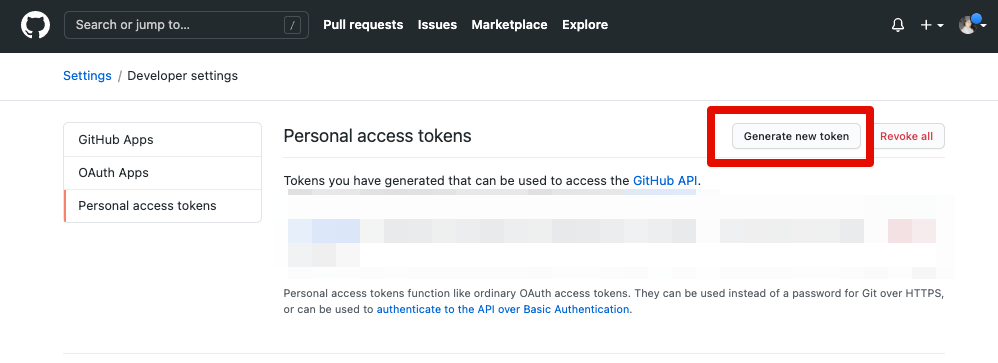 Search or jump to... / Pull requests Issues Marketplace Explore
Settings / Developer settings
GitHub Apps
OAuth Apps
Personal access tokens
Personal access tokens Generate new token Revoke all
Tokens you have generated that can be used to access the GitHub API.
Personal access tokens function like ordinary OAuth access tokens. They can be used instead of a password for Git over HTTPS,
or can be used to authenticate to the API over Basic Authentication.